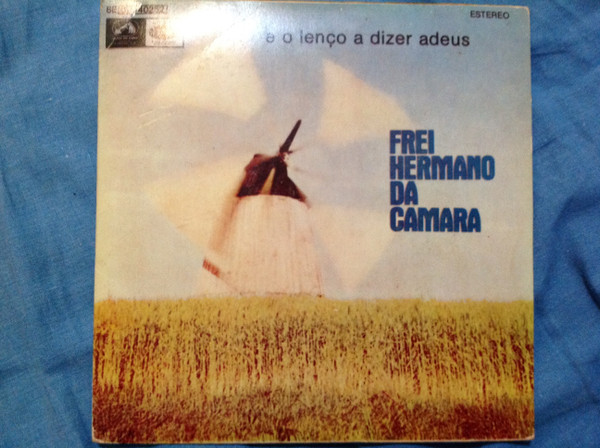 ESTEREO
e o lenço a dizer adeus
FREI
HERMANO
DA
CAMARA